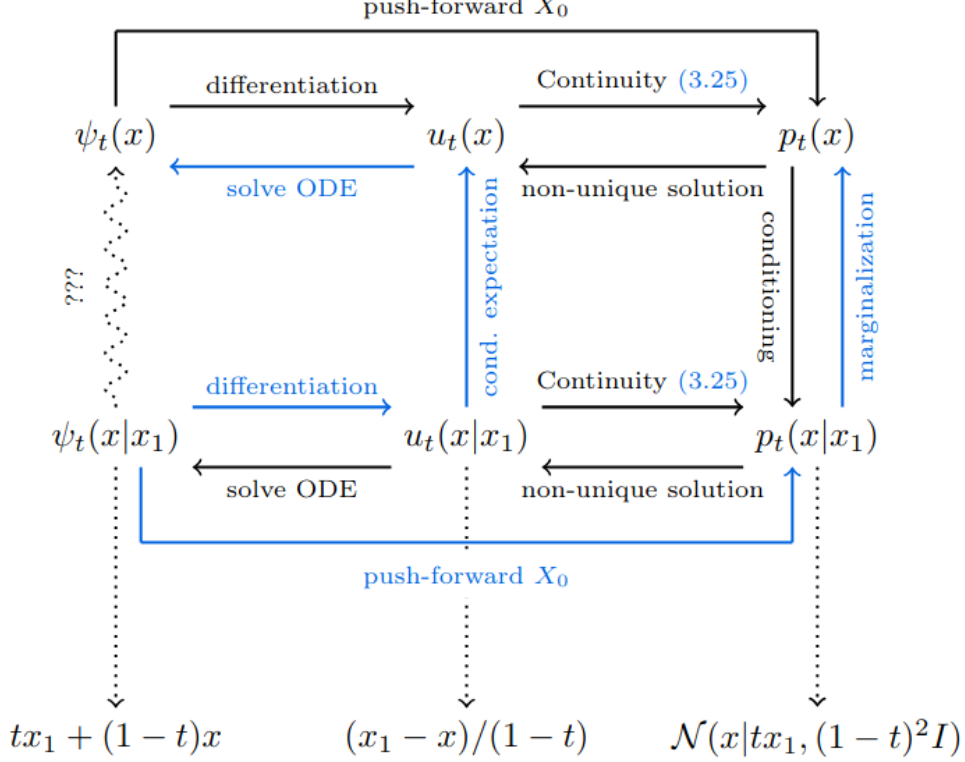 push-forward X₀
differentiation
Continuity (3.25)
ψₜ(x)
uₜ(x)
pₜ(x)
solve ODE
non-unique solution
???
cond. expectation
conditioning
marginalization
differentiation
Continuity (3.25)
ψₜ(x|x₁)
uₜ(x|x₁)
pₜ(x|x₁)
solve ODE
non-unique solution
push-forward X₀
tx₁ + (1 − t)x
(x₁ − x)/(1 − t)
𝒩(x|tx₁, (1 − t)²I)